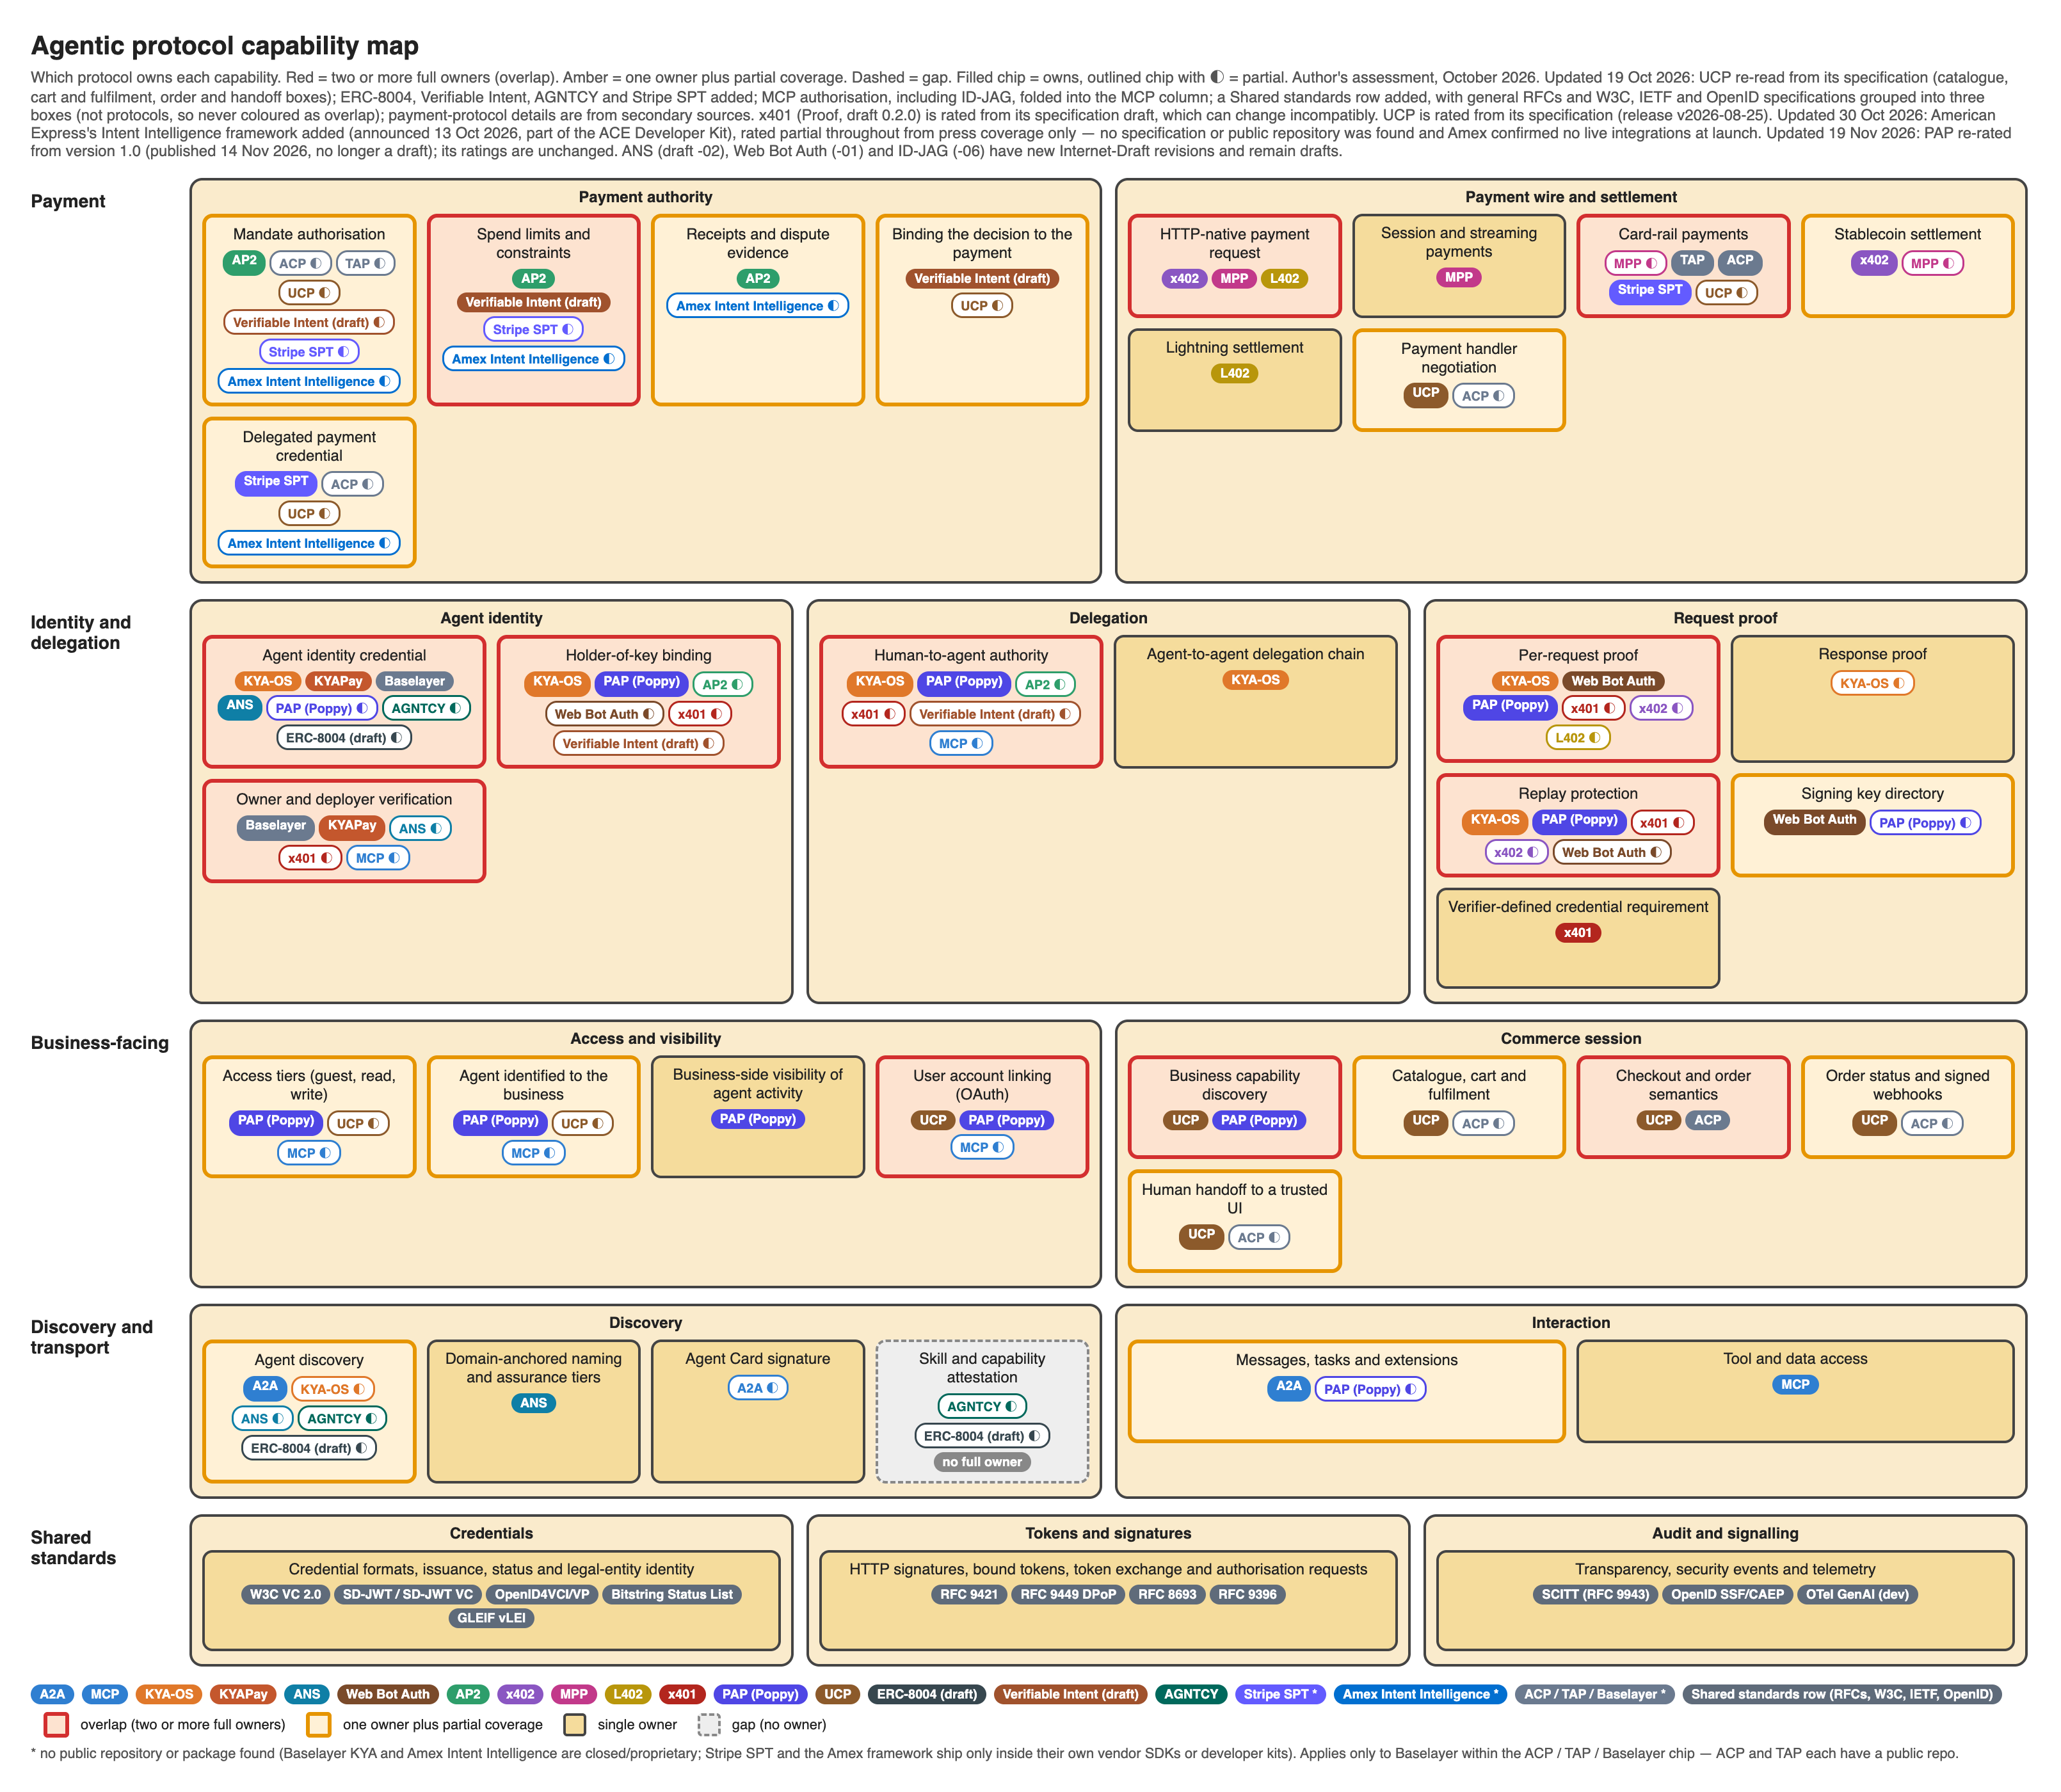 Agentic protocol capability map
Which protocol owns each capability. Red = two or more full owners (overlap). Amber = one owner plus partial coverage. Dashed = gap. Filled chip = owns, outlined chip with ◐ = partial. Author's assessment, October 2026. Updated 19 Oct 2026: UCP re-read from its specification (catalogue,
cart and fulfilment, order and handoff boxes); ERC-8004, Verifiable Intent, AGNTCY and Stripe SPT added; MCP authorisation, including ID-JAG, folded into the MCP column; a Shared standards row added, with general RFCs and W3C, IETF and OpenID specifications grouped into three
boxes (not protocols, so never coloured as overlap); payment-protocol details are from secondary sources. x401 (Proof, draft 0.2.0) is rated from its specification draft, which can change incompatibly. UCP is rated from its specification (release v2026-08-25). Updated 30 Oct 2026: American
Express's Intent Intelligence framework added (announced 13 Oct 2026, part of the ACE Developer Kit), rated partial throughout from press coverage only — no specification or public repository was found and Amex confirmed no live integrations at launch. Updated 19 Nov 2026: PAP re-rated
from version 1.0 (published 14 Nov 2026, no longer a draft); its ratings are unchanged. ANS (draft -02), Web Bot Auth (-01) and ID-JAG (-06) have new Internet-Draft revisions and remain drafts.
Payment
Payment authority
Mandate authorisation
AP2 ACP ◐ TAP ◐
UCP ◐
Verifiable Intent (draft) ◐
Stripe SPT ◐
Amex Intent Intelligence ◐
Spend limits and
constraints
AP2
Verifiable Intent (draft)
Stripe SPT ◐
Amex Intent Intelligence ◐
Receipts and dispute
evidence
AP2
Amex Intent Intelligence ◐
Binding the decision to the
payment
Verifiable Intent (draft)
UCP ◐
Delegated payment
credential
Stripe SPT ACP ◐
UCP ◐
Amex Intent Intelligence ◐
Payment wire and settlement
HTTP-native payment
request
x402 MPP L402
Session and streaming
payments
MPP
Card-rail payments
MPP ◐ TAP ACP
Stripe SPT UCP ◐
Stablecoin settlement
x402 MPP ◐
Lightning settlement
L402
Payment handler
negotiation
UCP ACP ◐
Identity and
delegation
Agent identity
Agent identity credential
KYA-OS KYAPay Baselayer
ANS PAP (Poppy) ◐ AGNTCY ◐
ERC-8004 (draft) ◐
Holder-of-key binding
KYA-OS PAP (Poppy) AP2 ◐
Web Bot Auth ◐ x401 ◐
Verifiable Intent (draft) ◐
Owner and deployer verification
Baselayer KYAPay ANS ◐
x401 ◐ MCP ◐
Delegation
Human-to-agent authority
KYA-OS PAP (Poppy) AP2 ◐
x401 ◐ Verifiable Intent (draft) ◐
MCP ◐
Agent-to-agent delegation chain
KYA-OS
Request proof
Per-request proof
KYA-OS Web Bot Auth
PAP (Poppy) x401 ◐ x402 ◐
L402 ◐
Response proof
KYA-OS ◐
Replay protection
KYA-OS PAP (Poppy) x401 ◐
x402 ◐ Web Bot Auth ◐
Signing key directory
Web Bot Auth PAP (Poppy) ◐
Verifier-defined credential requirement
x401
Business-facing
Access and visibility
Access tiers (guest, read,
write)
PAP (Poppy) UCP ◐
MCP ◐
Agent identified to the
business
PAP (Poppy) UCP ◐
MCP ◐
Business-side visibility of
agent activity
PAP (Poppy)
User account linking
(OAuth)
UCP PAP (Poppy)
MCP ◐
Commerce session
Business capability
discovery
UCP PAP (Poppy)
Catalogue, cart and
fulfilment
UCP ACP ◐
Checkout and order
semantics
UCP ACP
Order status and signed
webhooks
UCP ACP ◐
Human handoff to a trusted
UI
UCP ACP ◐
Discovery and
transport
Discovery
Agent discovery
A2A KYA-OS ◐
ANS ◐ AGNTCY ◐
ERC-8004 (draft) ◐
Domain-anchored naming
and assurance tiers
ANS
Agent Card signature
A2A ◐
Skill and capability
attestation
AGNTCY ◐
ERC-8004 (draft) ◐
no full owner
Interaction
Messages, tasks and extensions
A2A PAP (Poppy) ◐
Tool and data access
MCP
Shared
standards
Credentials
Credential formats, issuance, status and legal-entity identity
W3C VC 2.0 SD-JWT / SD-JWT VC OpenID4VCI/VP Bitstring Status List
GLEIF vLEI
Tokens and signatures
HTTP signatures, bound tokens, token exchange and authorisation requests
RFC 9421 RFC 9449 DPoP RFC 8693 RFC 9396
Audit and signalling
Transparency, security events and telemetry
SCITT (RFC 9943) OpenID SSF/CAEP OTel GenAI (dev)
A2A MCP KYA-OS KYAPay ANS Web Bot Auth AP2 x402 MPP L402 x401 PAP (Poppy) UCP ERC-8004 (draft) Verifiable Intent (draft) AGNTCY Stripe SPT * Amex Intent Intelligence * ACP / TAP / Baselayer * Shared standards row (RFCs, W3C, IETF, OpenID)
overlap (two or more full owners) one owner plus partial coverage single owner gap (no owner)
* no public repository or package found (Baselayer KYA and Amex Intent Intelligence are closed/proprietary; Stripe SPT and the Amex framework ship only inside their own vendor SDKs or developer kits). Applies only to Baselayer within the ACP / TAP / Baselayer chip — ACP and TAP each have a public repo.